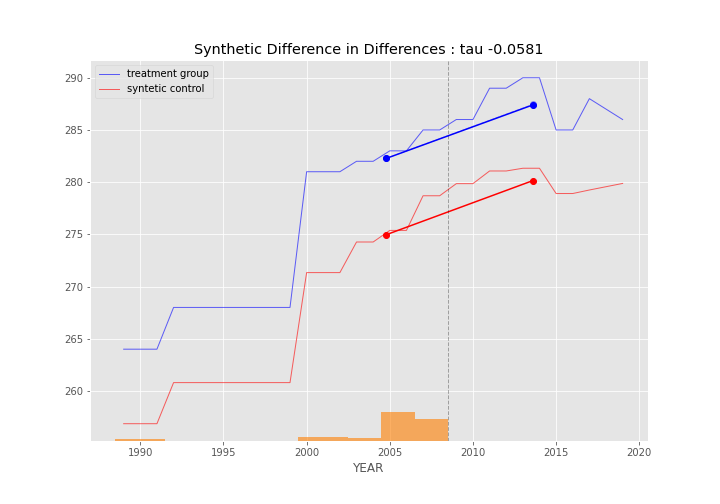 Synthetic Difference in Differences : tau -0.0581
treatment group
syntetic control
290
285
280
275
270
265
260
1990 1995 2000 2005 2010 2015 2020
YEAR